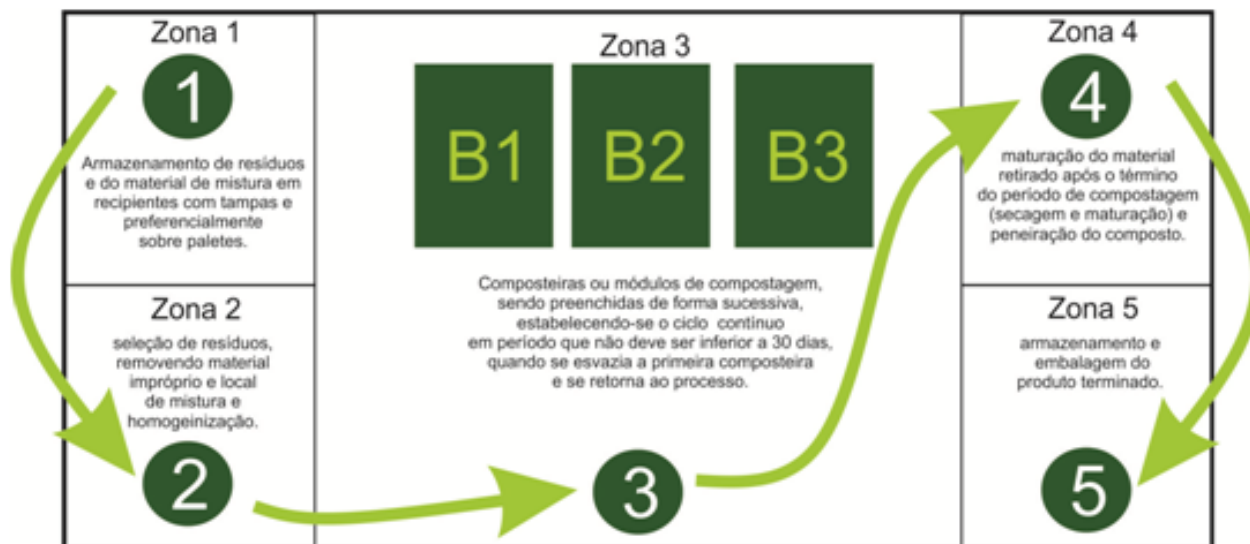 Zona 1
1
Armazenamento de resíduos
e do material de mistura em
recipientes com tampas e
preferencialmente
sobre paletes.
Zona 2
seleção de resíduos,
removendo material
impróprio e local
de mistura e
homogeinização.
2
Zona 3
B1 B2 B3
Composteiras ou módulos de compostagem,
sendo preenchidas de forma sucessiva,
estabelecendo-se o ciclo contínuo
em período que não deve ser inferior a 30 dias,
quando se esvazia a primeira composteira
e se retorna ao processo.
3
Zona 4
4
maturação do material
retirado após o término
do período de compostagem
(secagem e maturação) e
peneiração do composto.
Zona 5
armazenamento e
embalagem do
produto terminado.
5